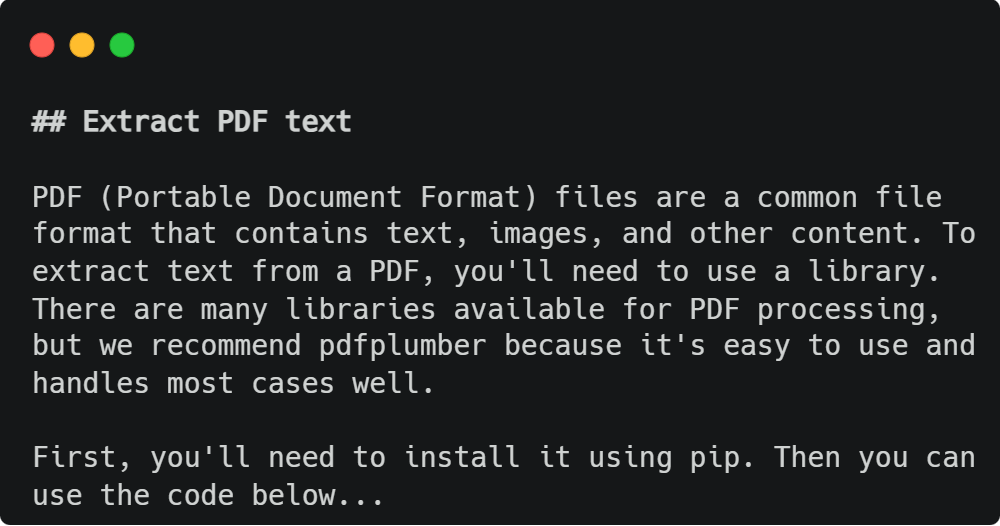 ## Extract PDF text
PDF (Portable Document Format) files are a common file
format that contains text, images, and other content. To
extract text from a PDF, you'll need to use a library.
There are many libraries available for PDF processing,
but we recommend pdfplumber because it's easy to use and
handles most cases well.
First, you'll need to install it using pip. Then you can
use the code below...